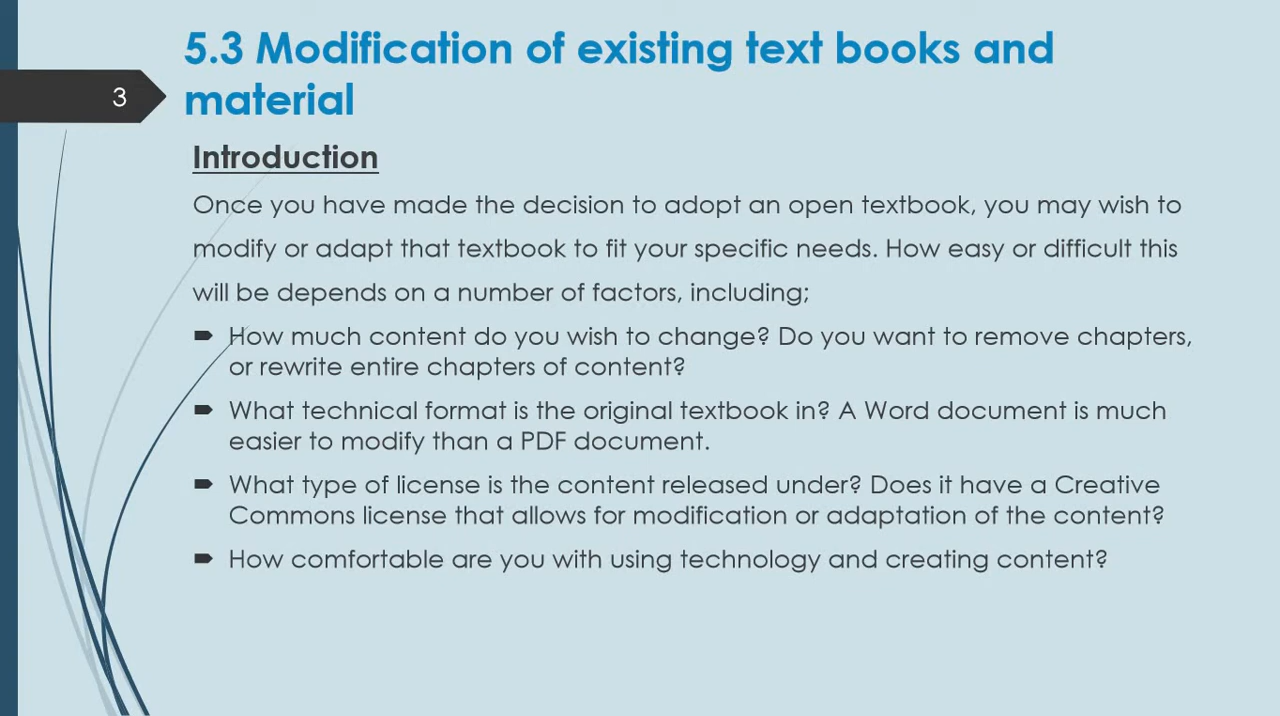 5.3 Modification of existing text books and
material
3
Introduction
Once you have made the decision to adopt an open textbook, you may wish to
modify or adapt that textbook to fit your specific needs. How easy or difficult this
will be depends on a number of factors, including;
How much content do you wish to change? Do you want to remove chapters,
or rewrite entire chapters of content?
What technical format is the original textbook in? A Word document is much
easier to modify than a PDF document.
What type of license is the content released under? Does it have a Creative
Commons license that allows for modification or adaptation of the content?
How comfortable are you with using technology and creating content?